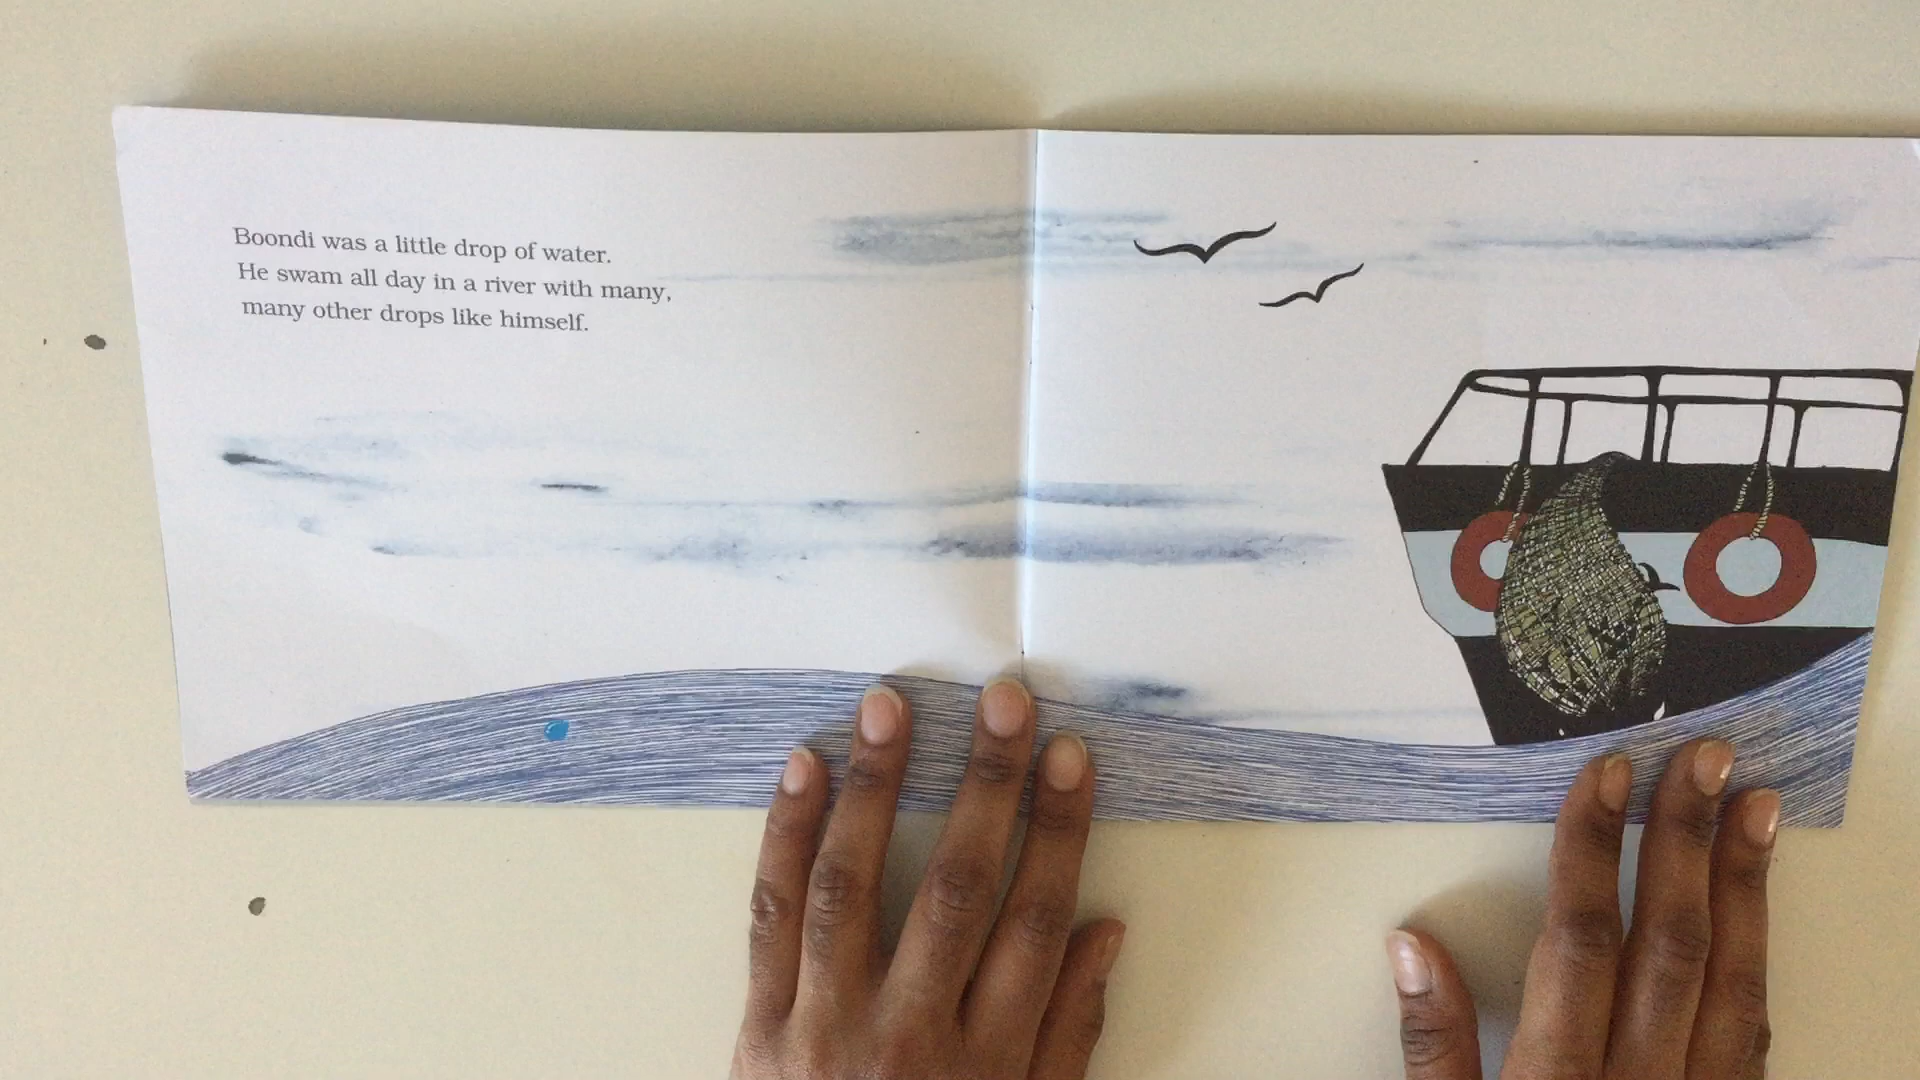 Boondi was a little drop of water.
He swam all day in a river with many,
many other drops like himself.